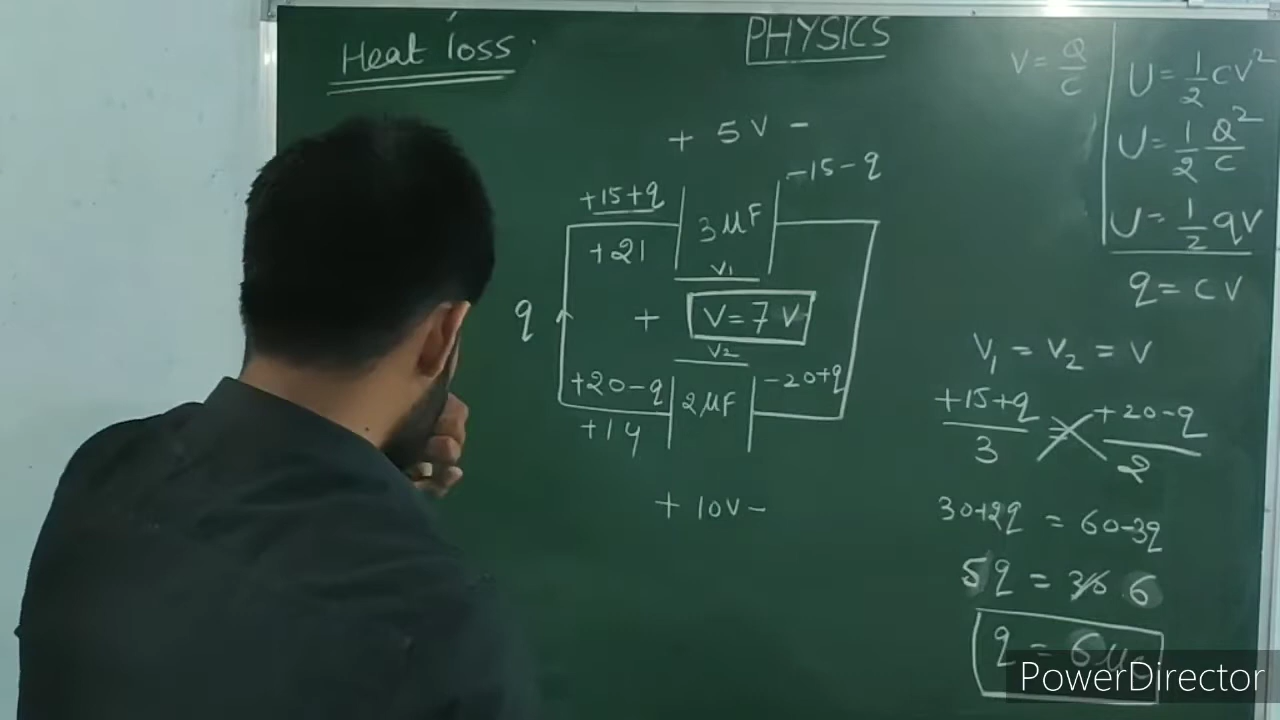 Heat loss.
PHYSICS
+ 5V -
+15+q
-15-q
3 μF
+21
V1
q
+
V=7V
V2
+20-q
-20+q
2 μF
+14
+ 10V -
V = Q/C
U = 1/2 CV²
U = 1/2 Q²/C
U = 1/2 qV
q = CV
V₁ = V₂ = V
+15+q/3 = +20-q/2
30+2q = 60-3q
5q = 30 6
q = 6μC
PowerDirector